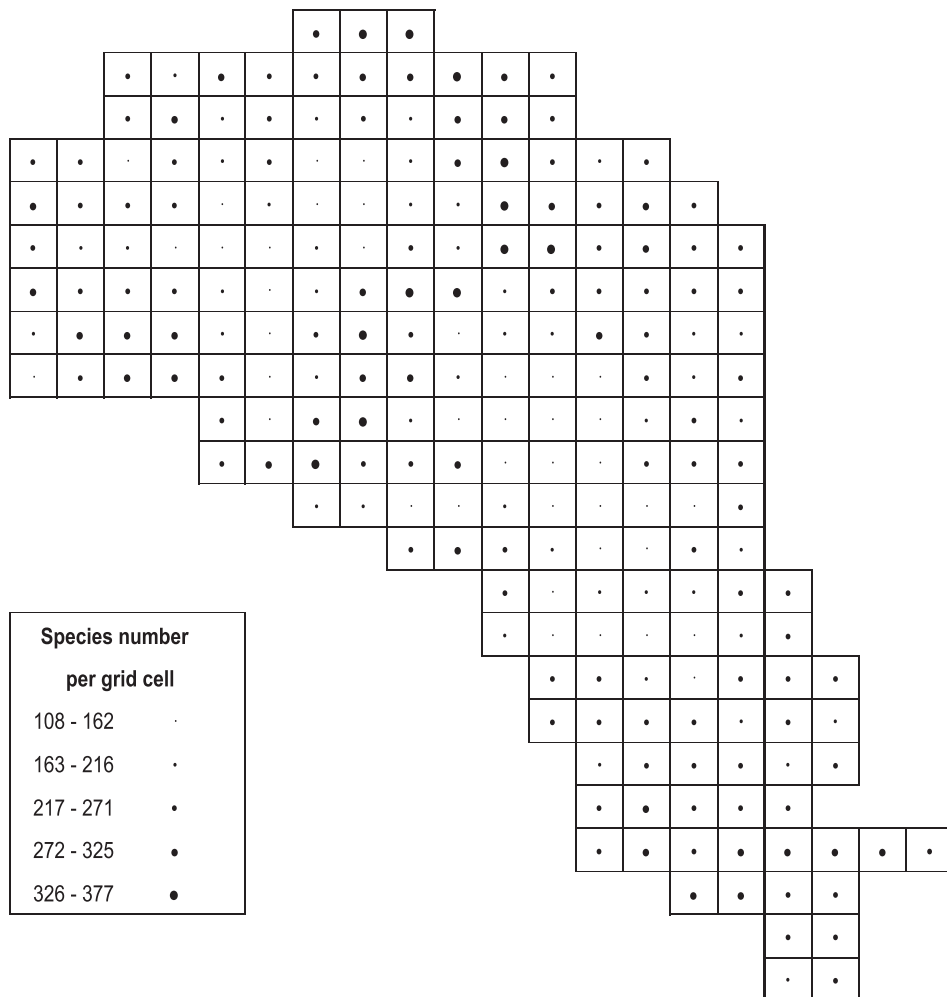 Species number
per grid cell
108 - 162
163 - 216
217 - 271
272 - 325
326 - 377